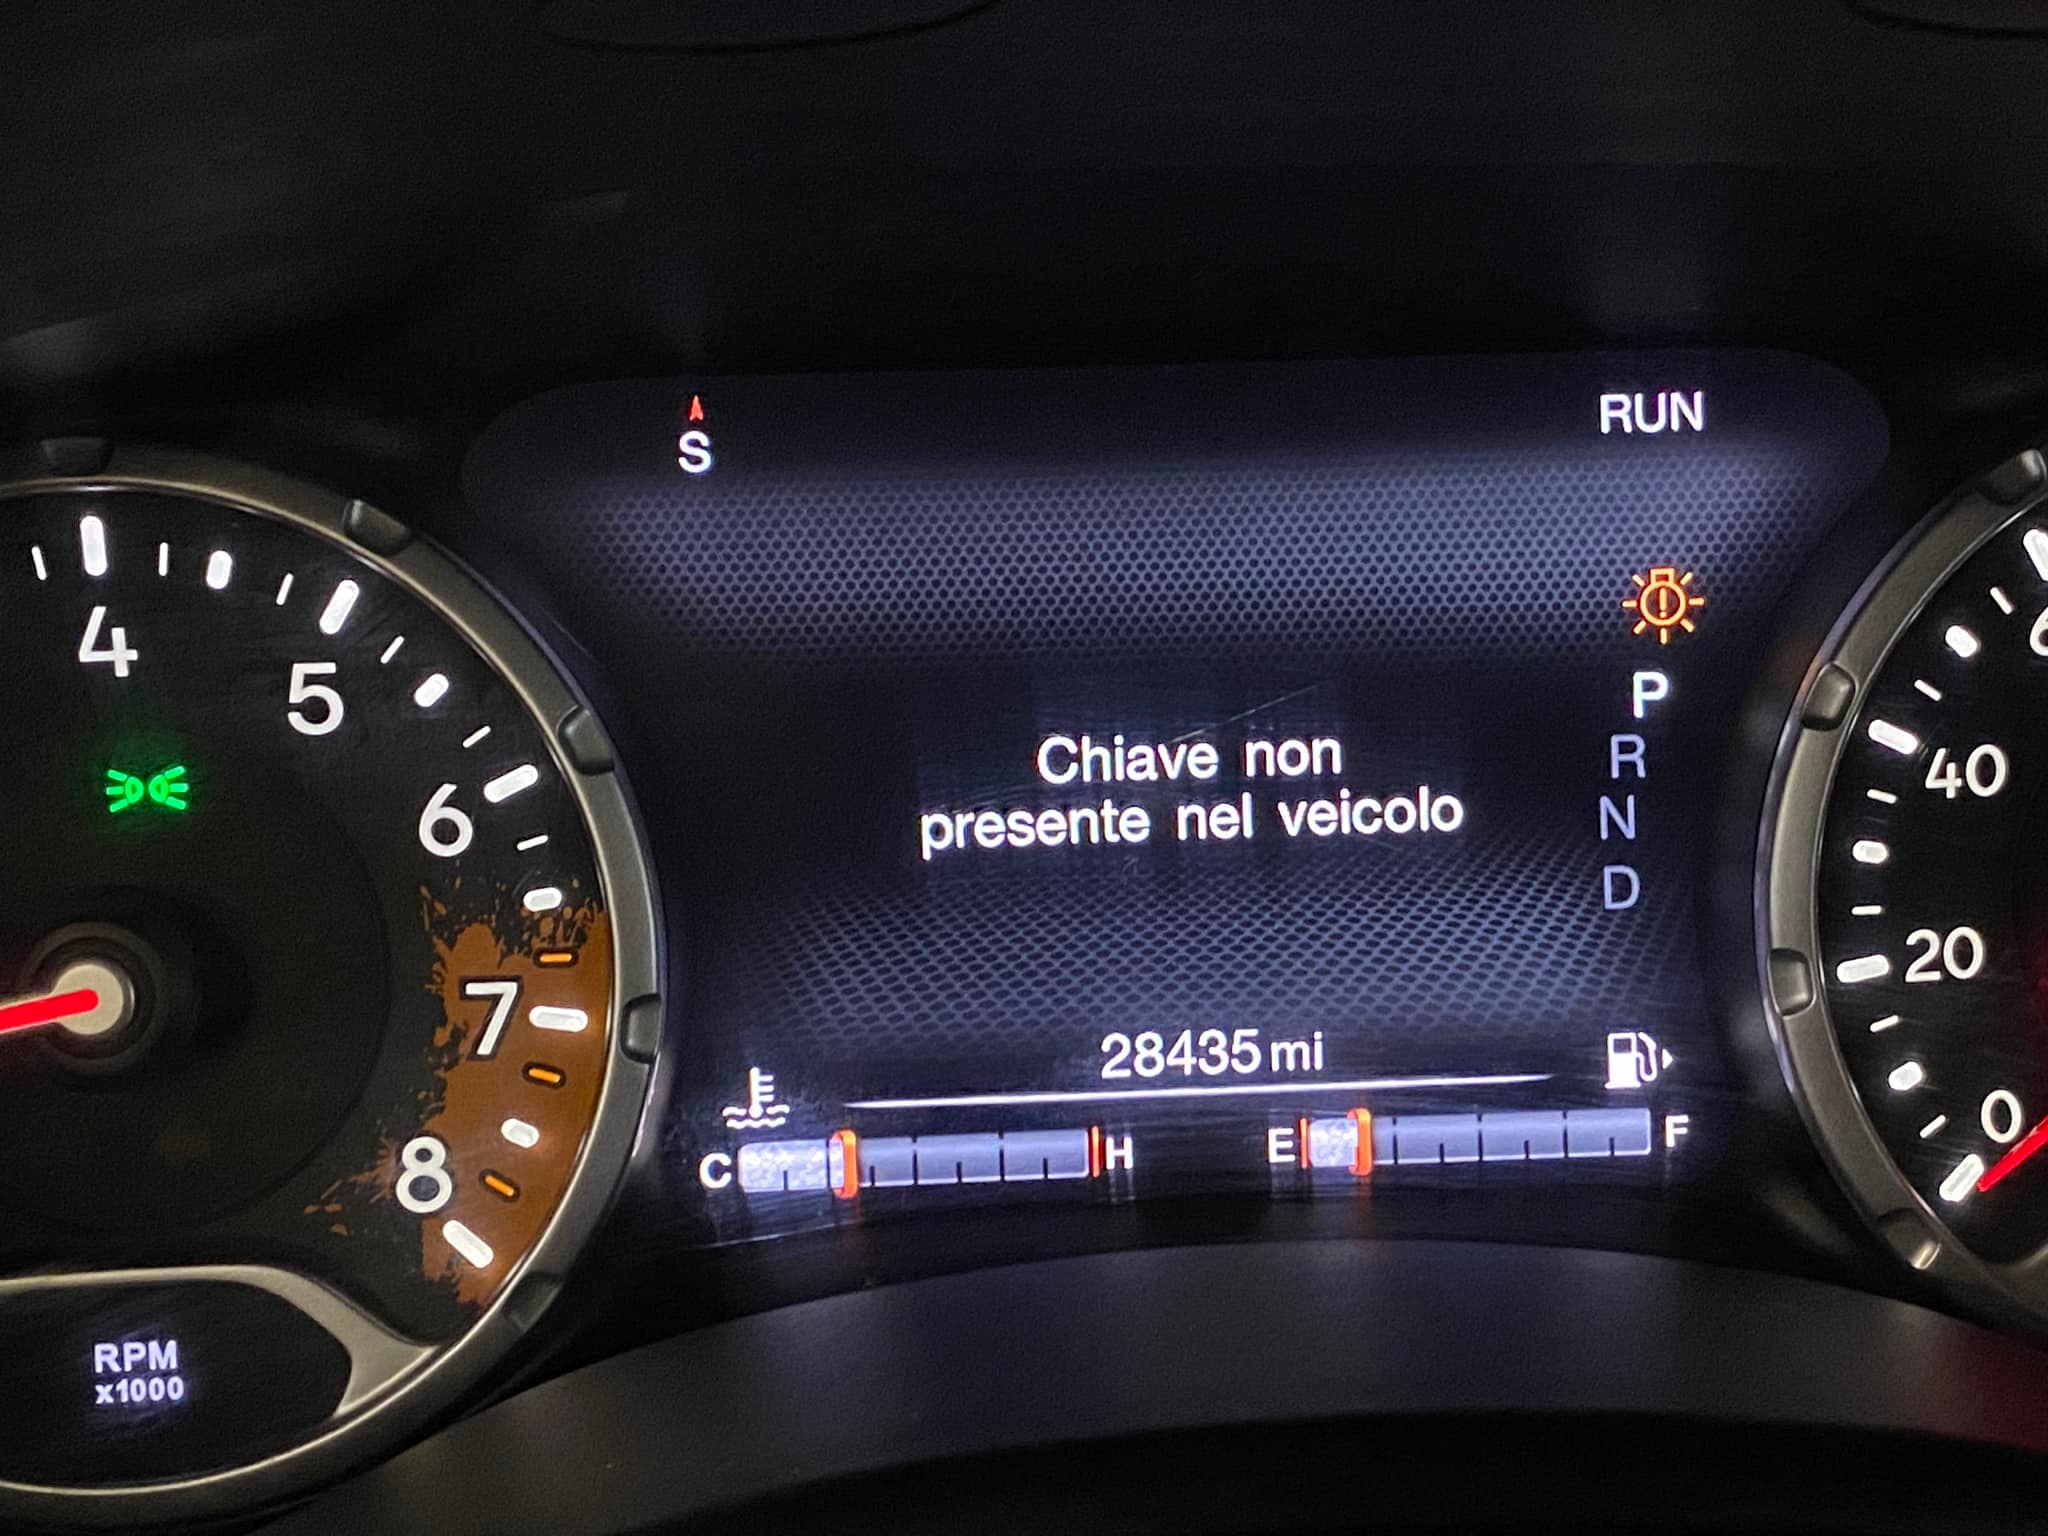 S
RUN
4
5
6
7
8
RPM
x1000
Chiave non
presente nel veicolo
P
R
N
D
28435 mi
C H
E F
40
20
0